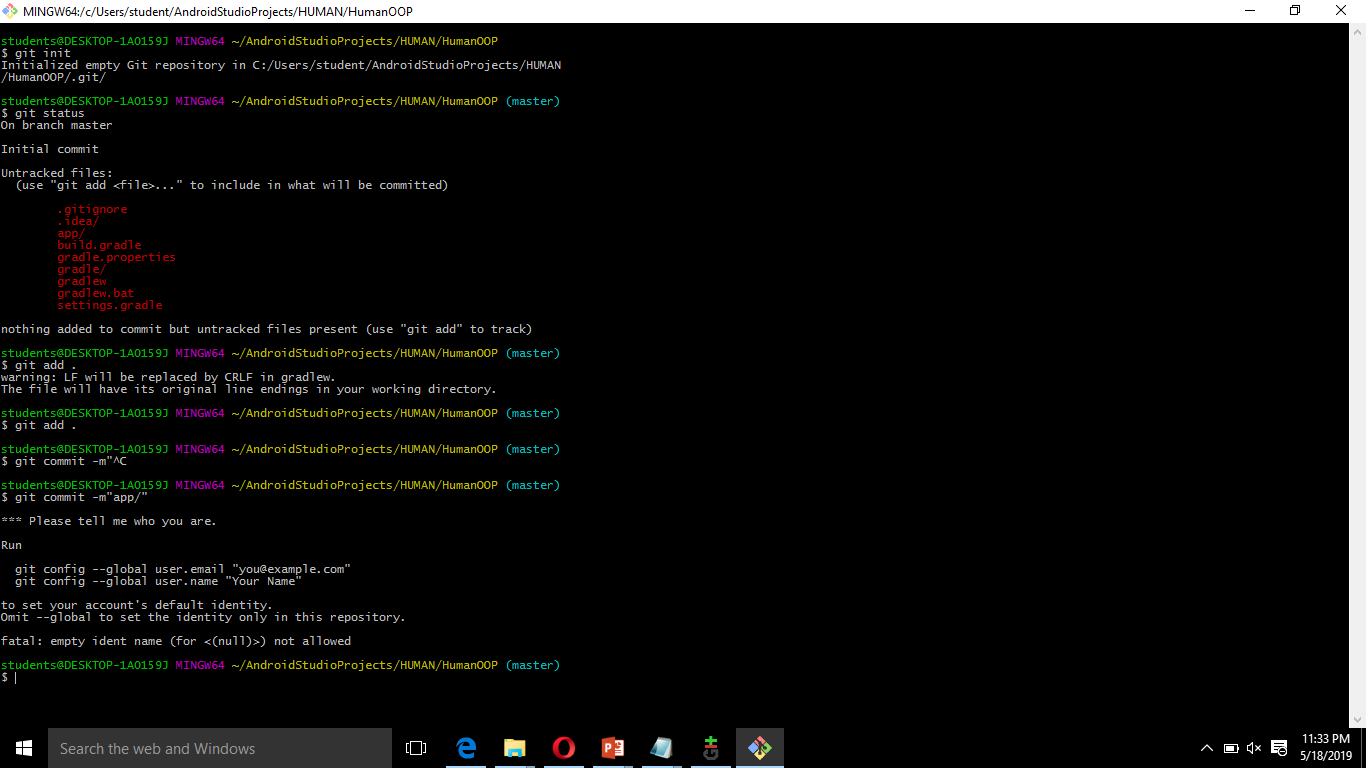 MINGW64:/c/Users/student/AndroidStudioProjects/HUMAN/HumanOOP
students@DESKTOP-1AO159J MINGW64 ~/AndroidStudioProjects/HUMAN/HumanOOP
$ git init
Initialized empty Git repository in C:/Users/student/AndroidStudioProjects/HUMAN
/HumanOOP/.git/
students@DESKTOP-1AO159J MINGW64 ~/AndroidStudioProjects/HUMAN/HumanOOP (master)
$ git status
On branch master
Initial commit
Untracked files:
(use "git add <file>..." to include in what will be committed)
.gitignore
.idea/
app/
build.gradle
gradle.properties
gradle/
gradlew
gradlew.bat
settings.gradle
nothing added to commit but untracked files present (use "git add" to track)
students@DESKTOP-1AO159J MINGW64 ~/AndroidStudioProjects/HUMAN/HumanOOP (master)
$ git add .
warning: LF will be replaced by CRLF in gradlew.
The file will have its original line endings in your working directory.
students@DESKTOP-1AO159J MINGW64 ~/AndroidStudioProjects/HUMAN/HumanOOP (master)
$ git add .
students@DESKTOP-1AO159J MINGW64 ~/AndroidStudioProjects/HUMAN/HumanOOP (master)
$ git commit -m"^C
students@DESKTOP-1AO159J MINGW64 ~/AndroidStudioProjects/HUMAN/HumanOOP (master)
$ git commit -m"app/"
*** Please tell me who you are.
Run
git config --global user.email "you@example.com"
git config --global user.name "Your Name"
to set your account's default identity.
Omit --global to set the identity only in this repository.
fatal: empty ident name (for <(null)>) not allowed
students@DESKTOP-1AO159J MINGW64 ~/AndroidStudioProjects/HUMAN/HumanOOP (master)
$
Search the web and Windows
11:33 PM
5/18/2019